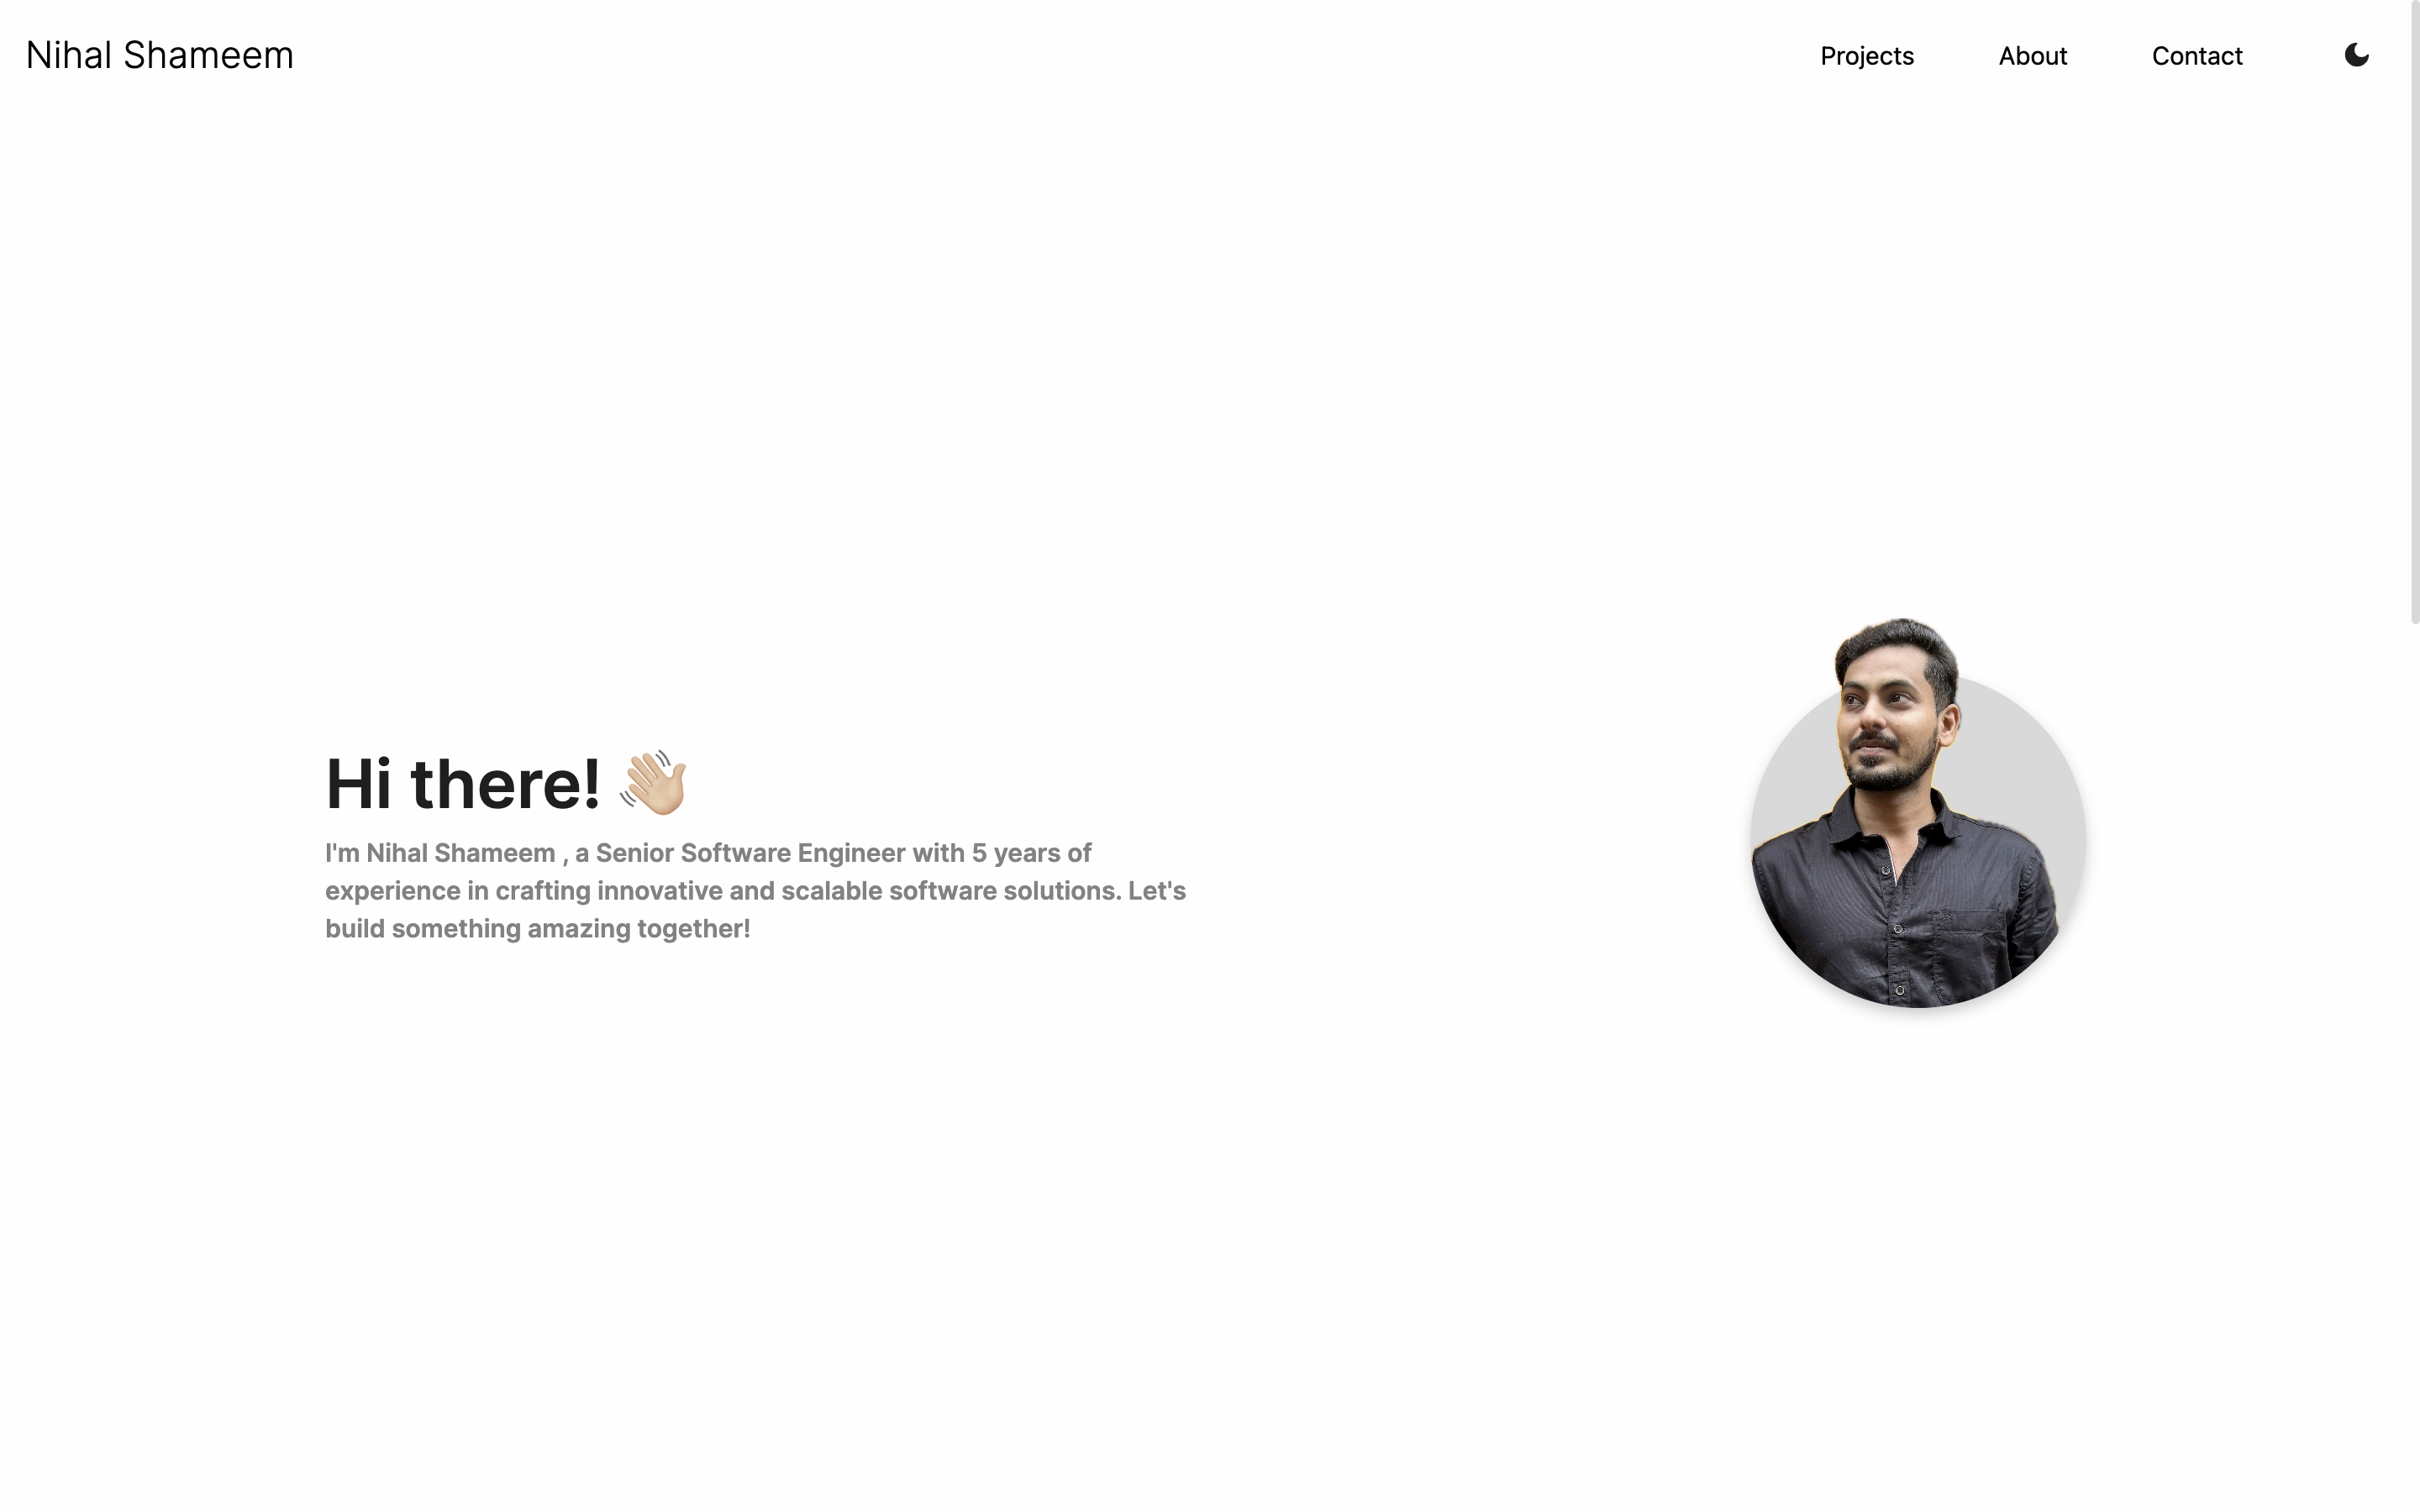 Nihal Shameem
Projects About Contact
Hi there! 👋🏼
I'm Nihal Shameem , a Senior Software Engineer with 5 years of
experience in crafting innovative and scalable software solutions. Let's
build something amazing together!